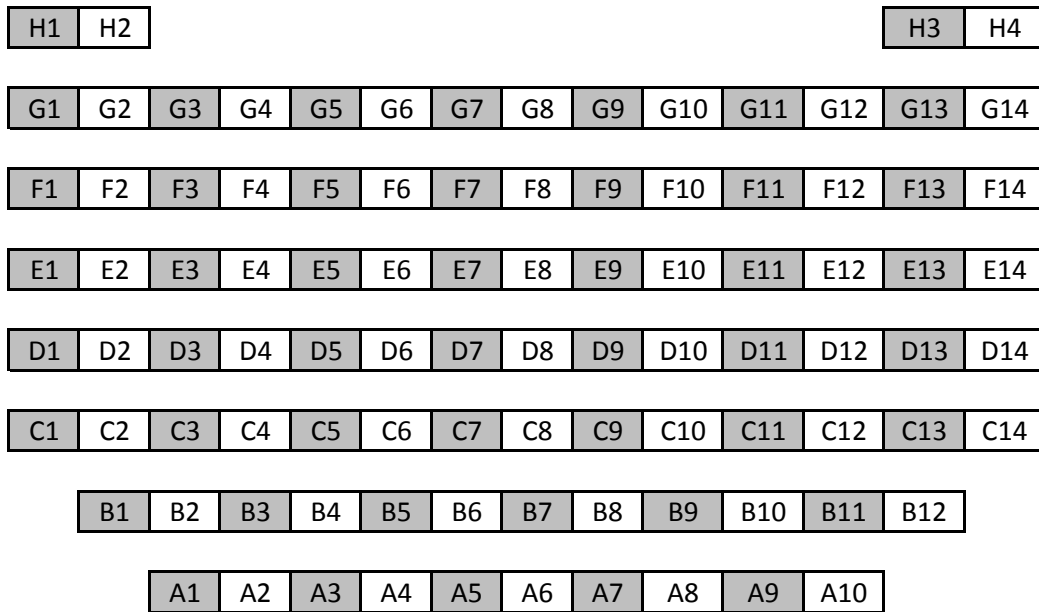 H1 H2 H3 H4
G1 G2 G3 G4 G5 G6 G7 G8 G9 G10 G11 G12 G13 G14
F1 F2 F3 F4 F5 F6 F7 F8 F9 F10 F11 F12 F13 F14
E1 E2 E3 E4 E5 E6 E7 E8 E9 E10 E11 E12 E13 E14
D1 D2 D3 D4 D5 D6 D7 D8 D9 D10 D11 D12 D13 D14
C1 C2 C3 C4 C5 C6 C7 C8 C9 C10 C11 C12 C13 C14
B1 B2 B3 B4 B5 B6 B7 B8 B9 B10 B11 B12
A1 A2 A3 A4 A5 A6 A7 A8 A9 A10